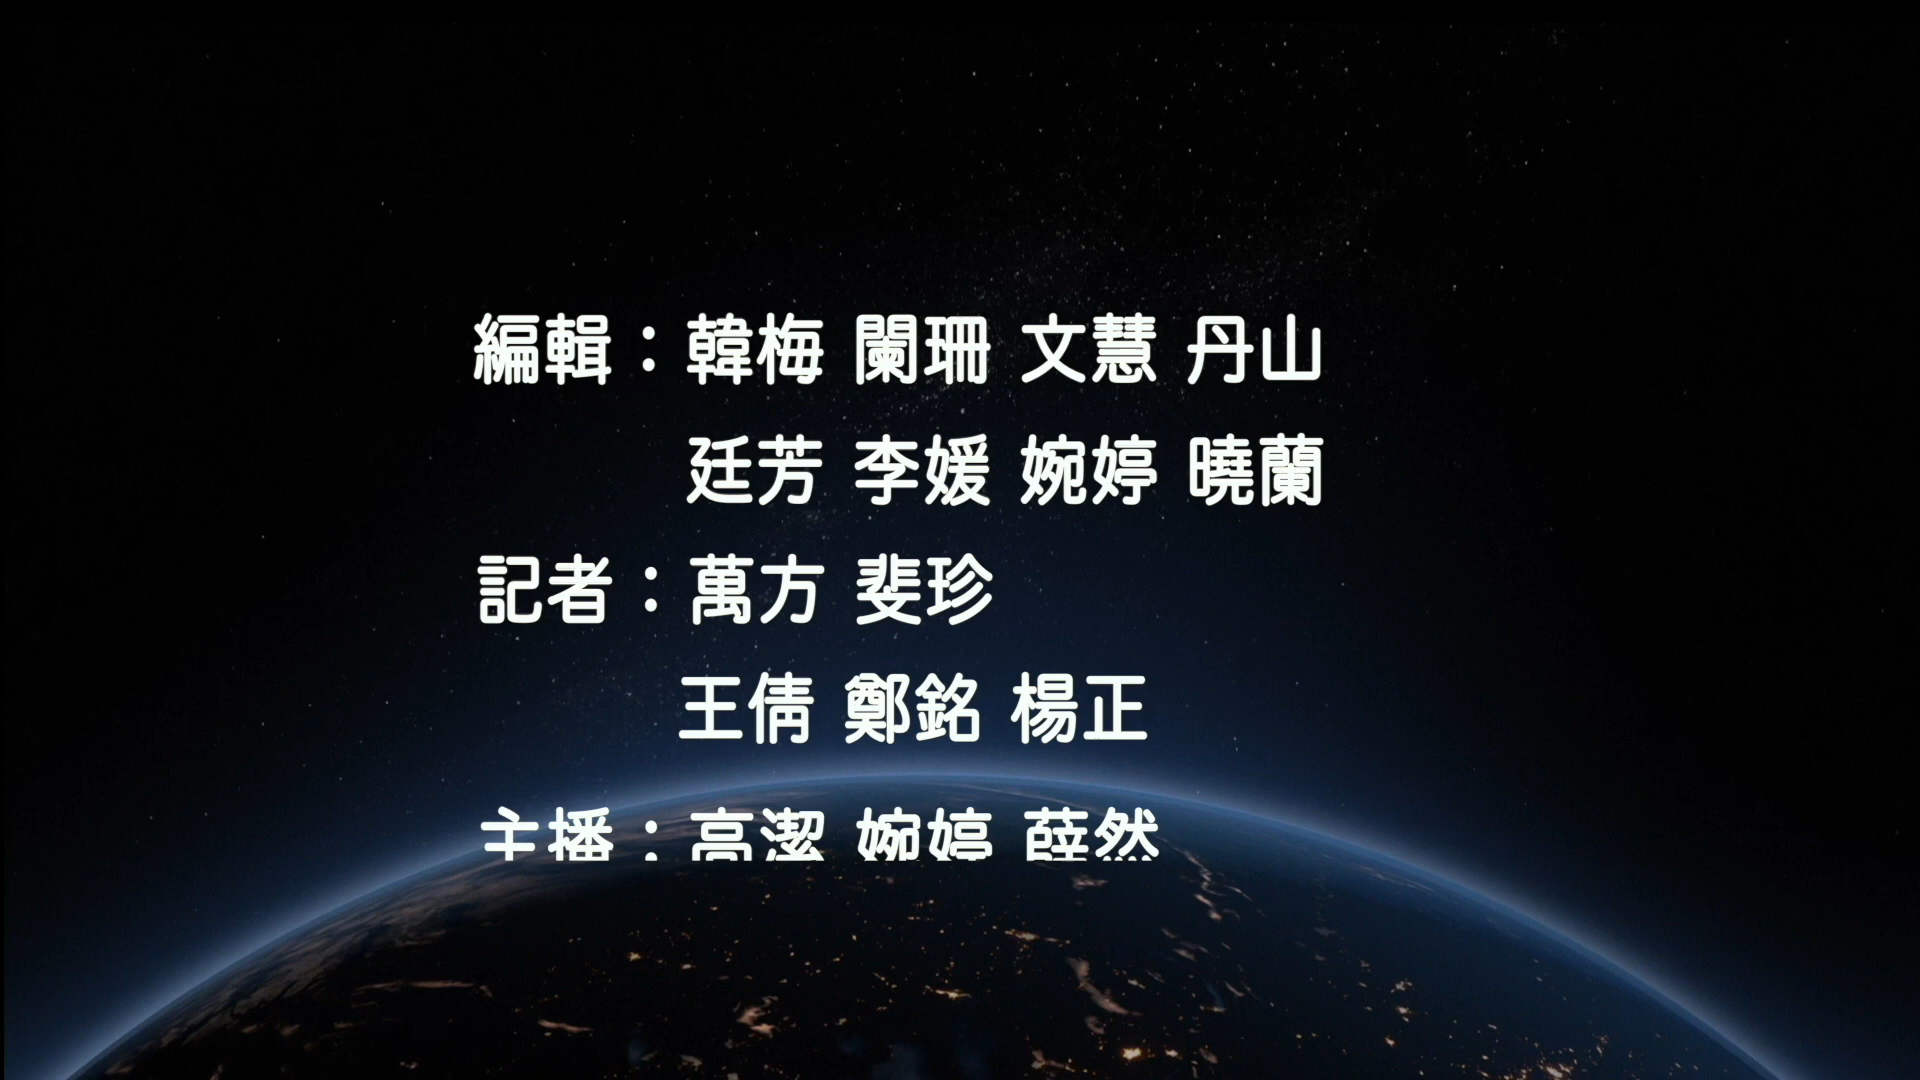 編輯：韓梅 闌珊 文慧 丹山
廷芳 李媛 婉婷 曉蘭
記者：萬方 斐珍
王倩 鄭銘 楊正
主播：高潔 婉婷 薛然